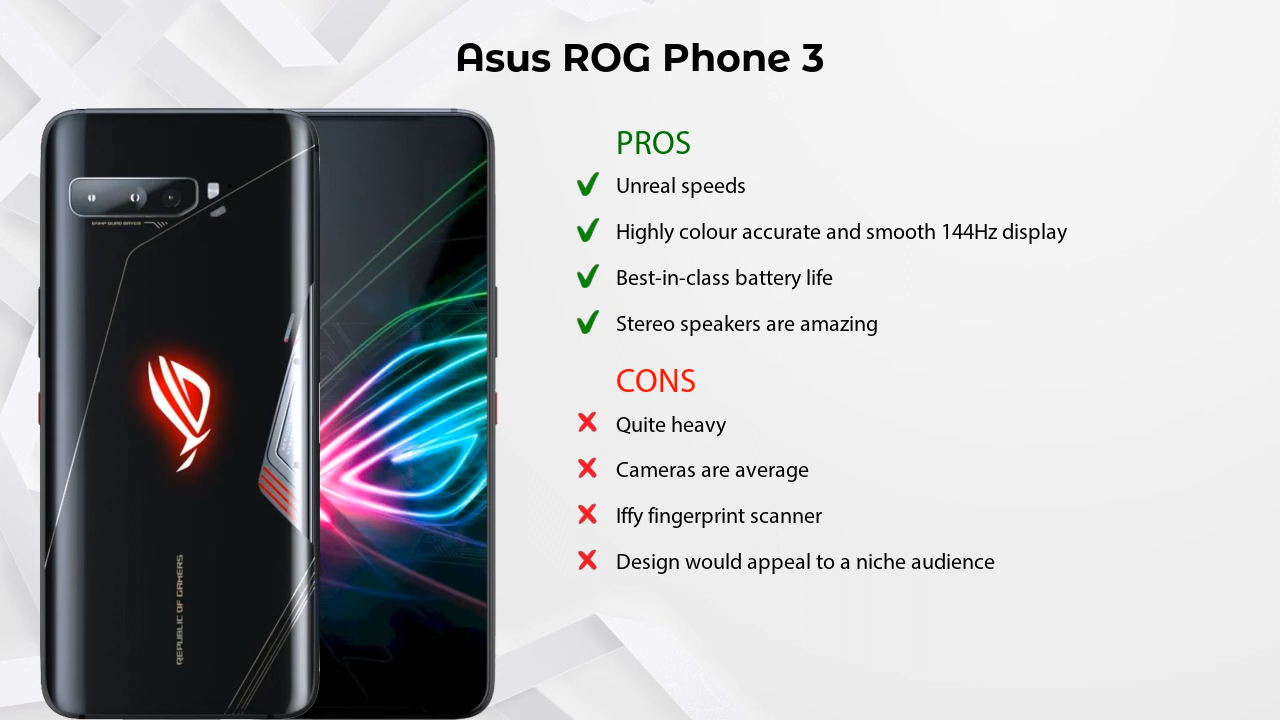 Asus ROG Phone 3
PROS
Unreal speeds
Highly colour accurate and smooth 144Hz display
Best-in-class battery life
Stereo speakers are amazing
CONS
Quite heavy
Cameras are average
Iffy fingerprint scanner
Design would appeal to a niche audience
REPUBLIC OF GAMERS